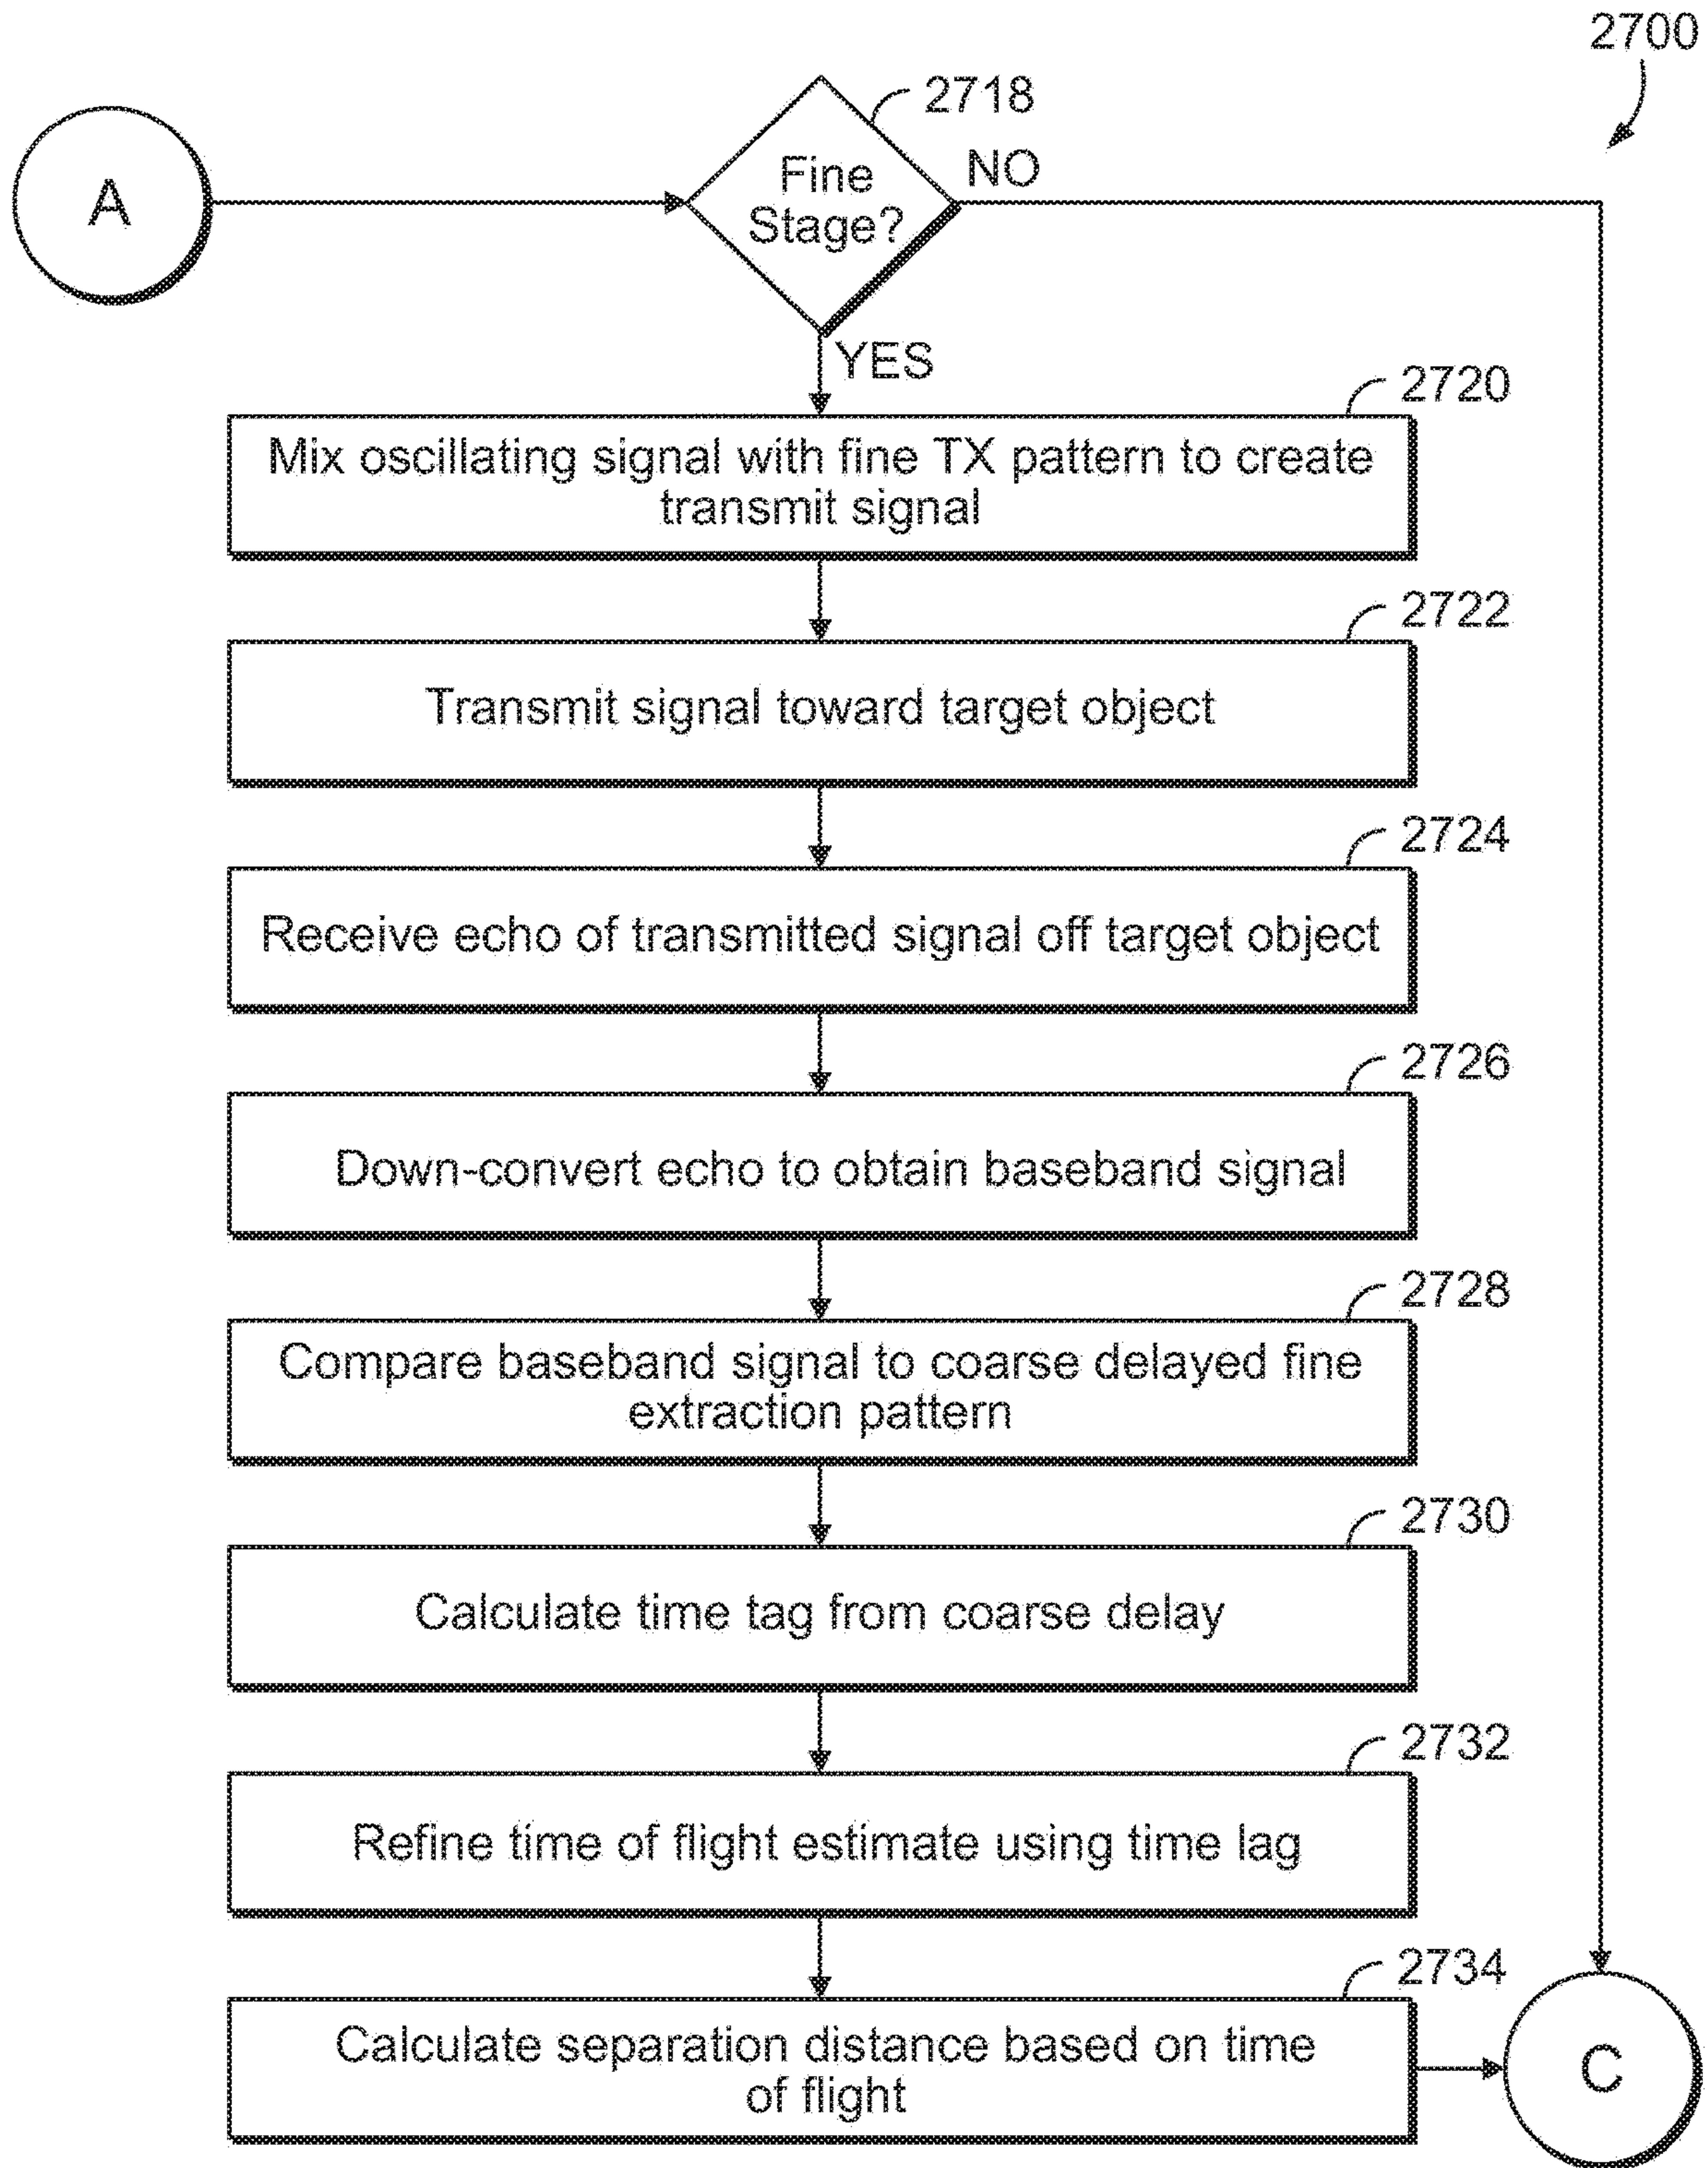 2700
2718
A
Fine
Stage?
NO
YES
2720
Mix oscillating signal with fine TX pattern to create
transmit signal
2722
Transmit signal toward target object
2724
Receive echo of transmitted signal off target object
2726
Down-convert echo to obtain baseband signal
2728
Compare baseband signal to coarse delayed fine
extraction pattern
2730
Calculate time tag from coarse delay
2732
Refine time of flight estimate using time lag
2734
Calculate separation distance based on time
of flight
C